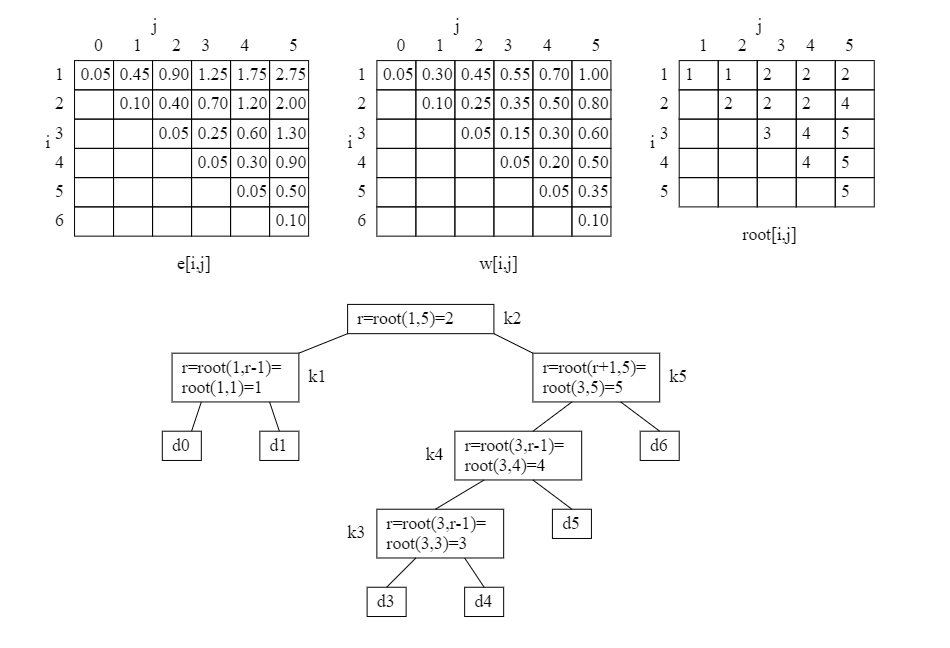 j
0 1 2 3 4 5
1 0.05 0.45 0.90 1.25 1.75 2.75
2 0.10 0.40 0.70 1.20 2.00
i 3 0.05 0.25 0.60 1.30
4 0.05 0.30 0.90
5 0.05 0.50
6 0.10
e[i,j]
j
0 1 2 3 4 5
1 0.05 0.30 0.45 0.55 0.70 1.00
2 0.10 0.25 0.35 0.50 0.80
i 3 0.05 0.15 0.30 0.60
4 0.05 0.20 0.50
5 0.05 0.35
6 0.10
w[i,j]
j
1 2 3 4 5
1 1 1 2 2 2
2 2 2 2 4
i 3 3 4 5
4 4 5
5 5
root[i,j]
r=root(1,5)=2 k2
r=root(1,r-1)=
root(1,1)=1
k1
r=root(r+1,5)=
root(3,5)=5
k5
d0 d1
k4
r=root(3,r-1)=
root(3,4)=4
d6
k3
r=root(3,r-1)=
root(3,3)=3
d5
d3 d4